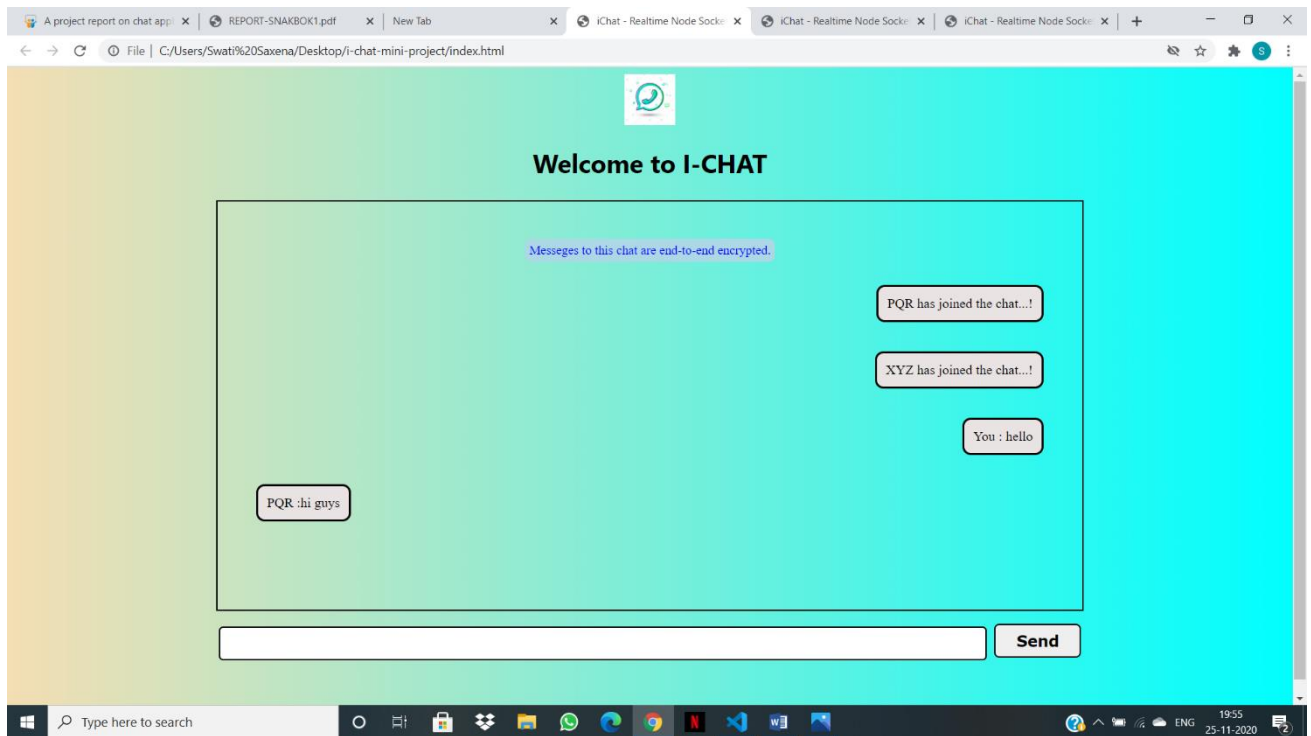 A project report on chat appl
REPORT-SNAKBOK1.pdf
New Tab
iChat - Realtime Node Socke
iChat - Realtime Node Socke
iChat - Realtime Node Socke
File | C:/Users/Swati%20Saxena/Desktop/i-chat-mini-project/index.html
S
Welcome to I-CHAT
Messeges to this chat are end-to-end encrypted.
PQR has joined the chat...!
XYZ has joined the chat...!
You : hello
PQR :hi guys
Send
Type here to search
ENG
19:55
25-11-2020
2